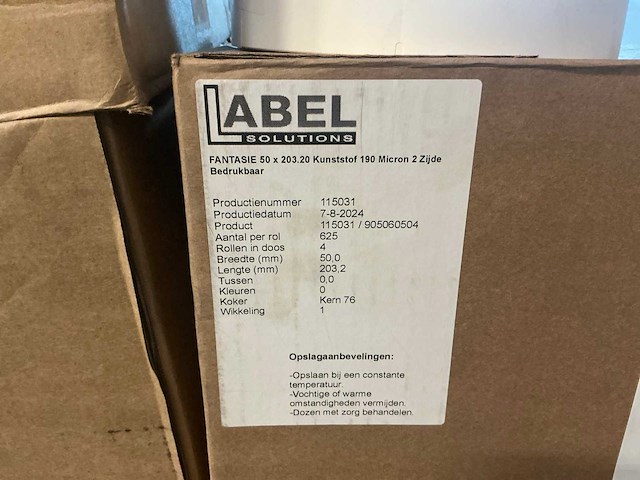 LABEL
SOLUTIONS
FANTASIE 50 x 203.20 Kunststof 190 Micron 2 Zijde
Bedrukbaar
Productienummer 115031
Productiedatum 7-8-2024
Product 115031 / 905060504
Aantal per rol 625
Rollen in doos 4
Breedte (mm) 50,0
Lengte (mm) 203,2
Tussen 0,0
Kleuren 0
Koker Kern 76
Wikkeling 1
Opslagaanbevelingen:
-Opslaan bij een constante
temperatuur.
-Vochtige of warme
omstandigheden vermijden.
-Dozen met zorg behandelen.